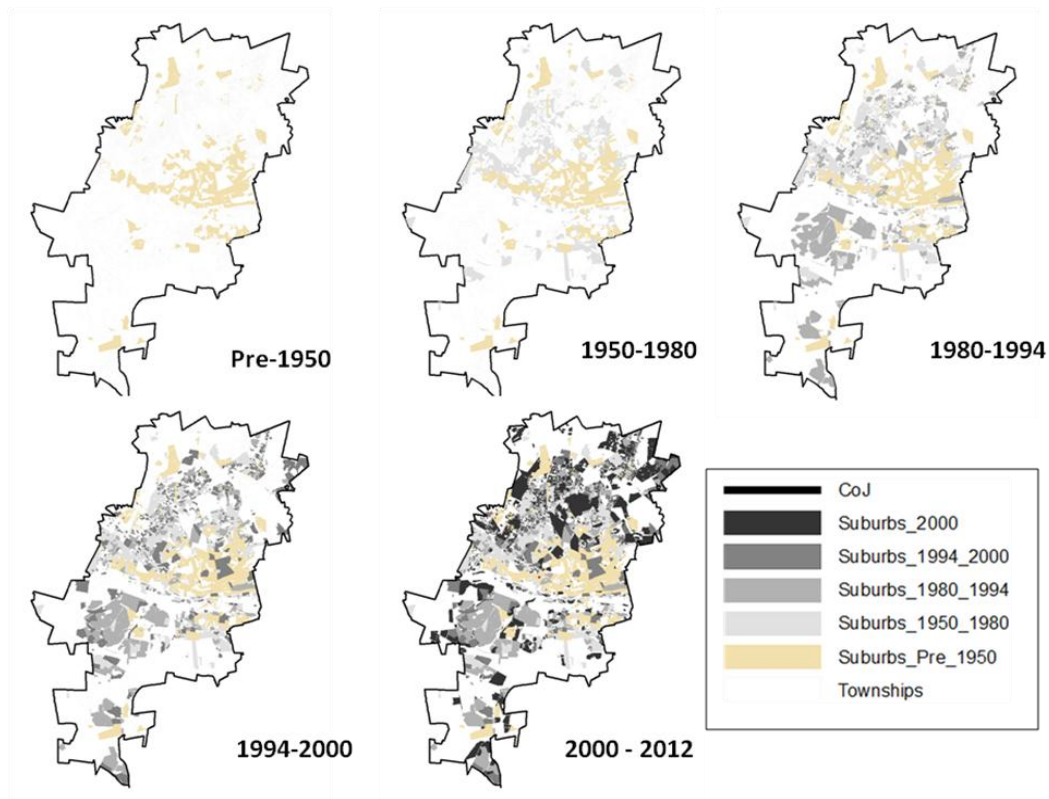 Pre-1950
1950-1980
1980-1994
1994-2000
2000 - 2012
CoJ
Suburbs_2000
Suburbs_1994_2000
Suburbs_1980_1994
Suburbs_1950_1980
Suburbs_Pre_1950
Townships